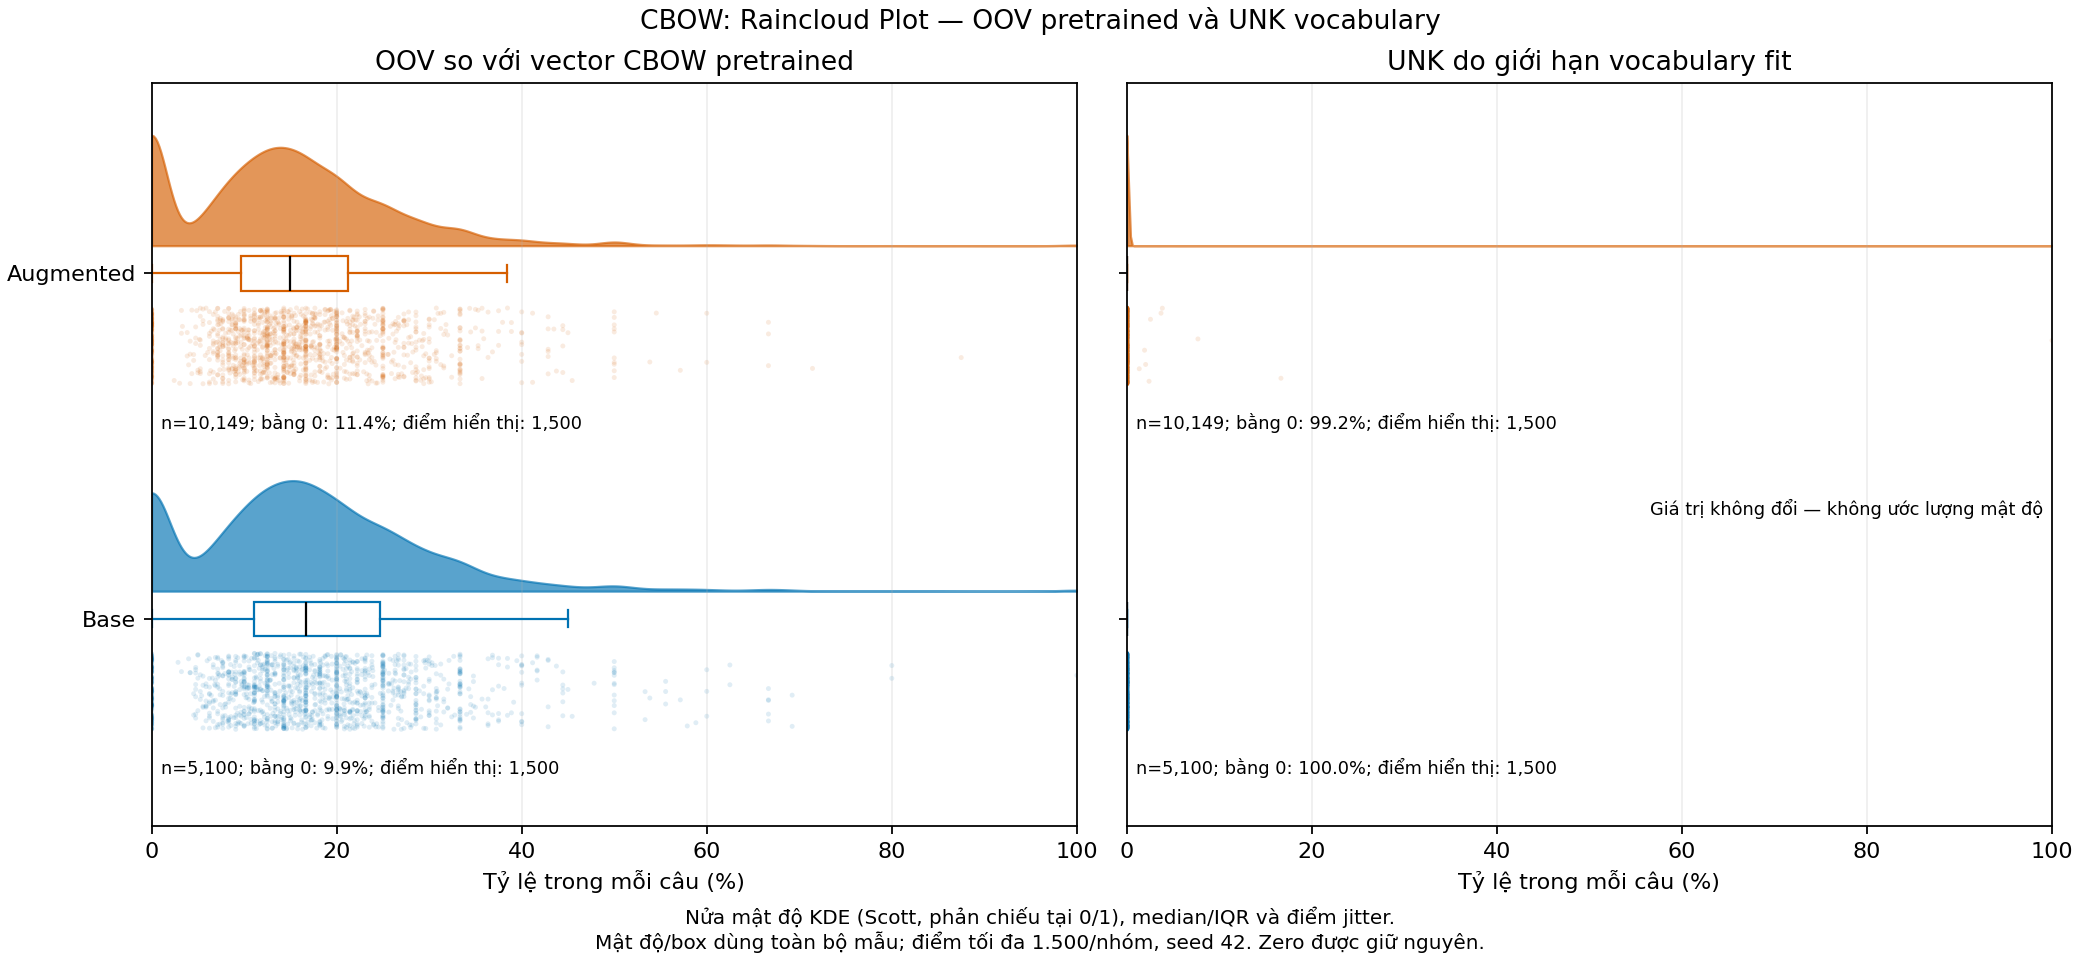 CBOW: Raincloud Plot — OOV pretrained và UNK vocabulary
OOV so với vector CBOW pretrained
Augmented
n=10,149; bằng 0: 11.4%; điểm hiển thị: 1,500
Base
n=5,100; bằng 0: 9.9%; điểm hiển thị: 1,500
0 20 40 60 80 100
Tỷ lệ trong mỗi câu (%)
UNK do giới hạn vocabulary fit
n=10,149; bằng 0: 99.2%; điểm hiển thị: 1,500
Giá trị không đổi — không ước lượng mật độ
n=5,100; bằng 0: 100.0%; điểm hiển thị: 1,500
0 20 40 60 80 100
Tỷ lệ trong mỗi câu (%)
Nửa mật độ KDE (Scott, phản chiếu tại 0/1), median/IQR và điểm jitter.
Mật độ/box dùng toàn bộ mẫu; điểm tối đa 1.500/nhóm, seed 42. Zero được giữ nguyên.